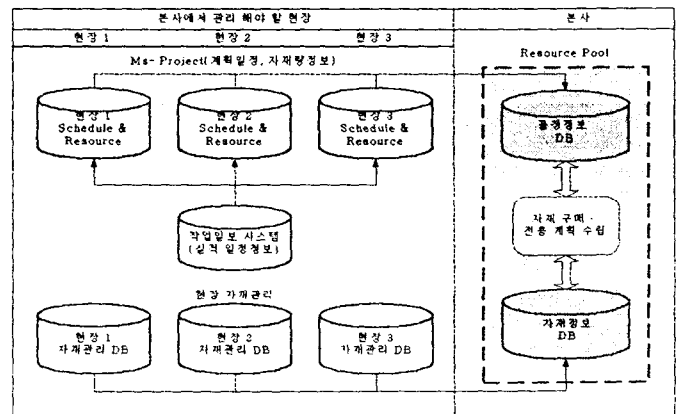 본사에서 관리 해야 할 현장
본사
현장 1
현장 2
현장 3
Ms- Project(계획일정, 자재량정보)
Resource Pool
현장 1
Schedule &
Resource
현장 2
Schedule &
Resource
현장 3
Schedule &
Resource
공정정보
DB
자재 구매 ·
전용 계획 수립
작업일보 시스템
(실적 일정정보)
현장 자재관리
현장 1
자재관리 DB
현장 2
자재관리 DB
현장 3
자재관리 DB
자재정보
DB